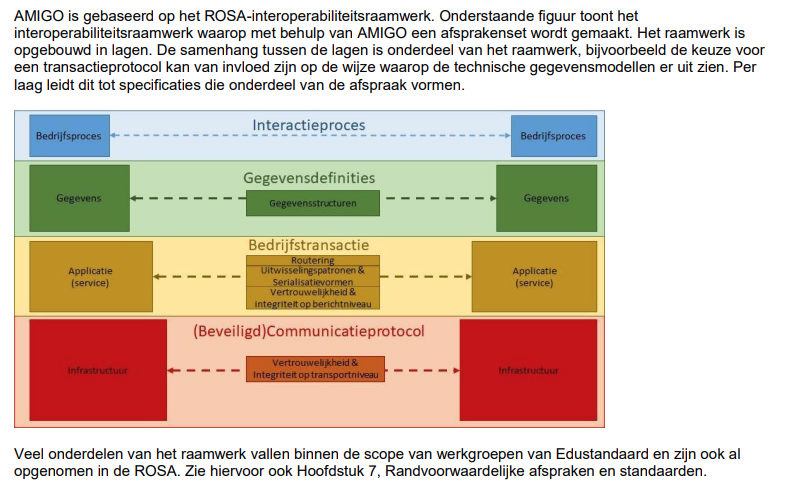 AMIGO is gebaseerd op het ROSA-interoperabiliteitsraamwerk. Onderstaande figuur toont het
interoperabiliteitsraamwerk waarop met behulp van AMIGO een afsprakenset wordt gemaakt. Het raamwerk is
opgebouwd in lagen. De samenhang tussen de lagen is onderdeel van het raamwerk, bijvoorbeeld de keuze voor
een transactieprotocol kan van invloed zijn op de wijze waarop de technische gegevensmodellen er uit zien. Per
laag leidt dit tot specificaties die onderdeel van de afspraak vormen.
Interactieproces
Bedrijfsproces
Bedrijfsproces
Gegevensdefinities
Gegevens
Gegevensstructuren
Gegevens
Bedrijfstransactie
Applicatie
(service)
Routering
Uitwisselingspatronen &
Serialisatievormen
Vertrouwelijkheid &
integriteit op berichtniveau
Applicatie
(service)
(Beveiligd)Communicatieprotocol
Infrastructuur
Vertrouwelijkheid &
Integriteit op transportniveau
Infrastructuur
Veel onderdelen van het raamwerk vallen binnen de scope van werkgroepen van Edustandaard en zijn ook al
opgenomen in de ROSA. Zie hiervoor ook Hoofdstuk 7, Randvoorwaardelijke afspraken en standaarden.